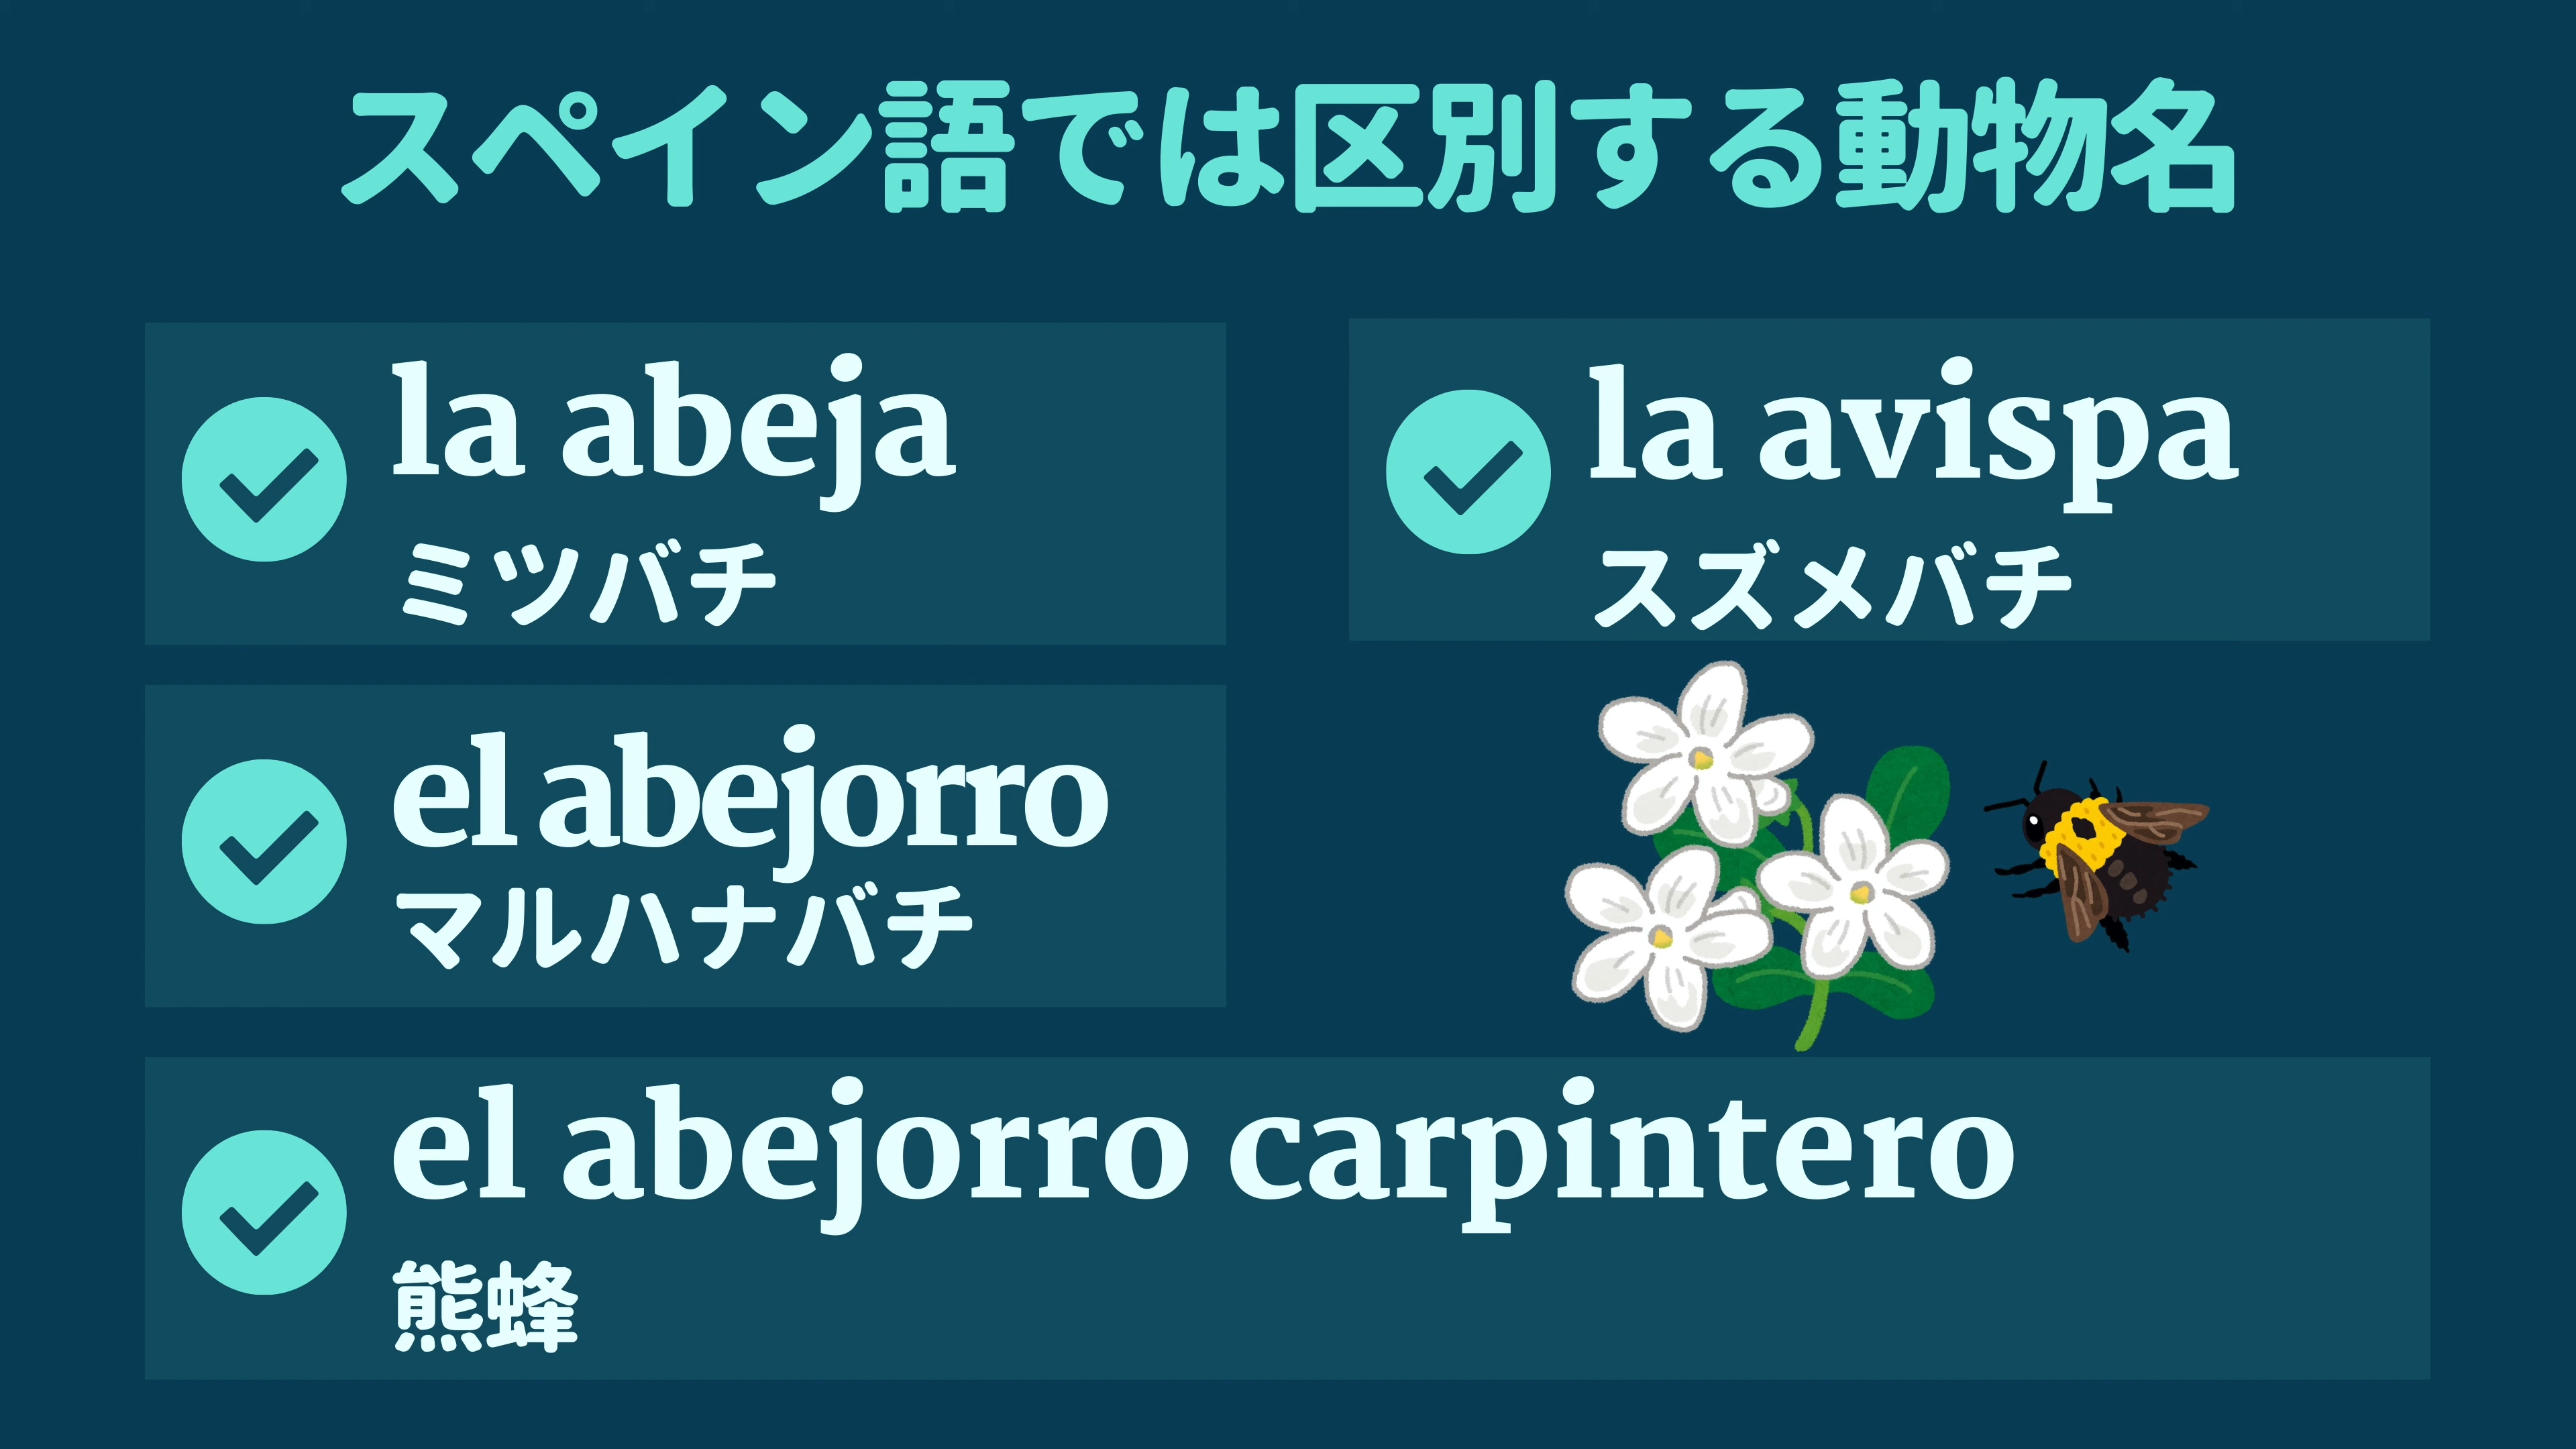 スペイン語では区別する動物名
la abeja
ミツバチ
la avispa
スズメバチ
el abejorro
マルハナバチ
el abejorro carpintero
熊蜂